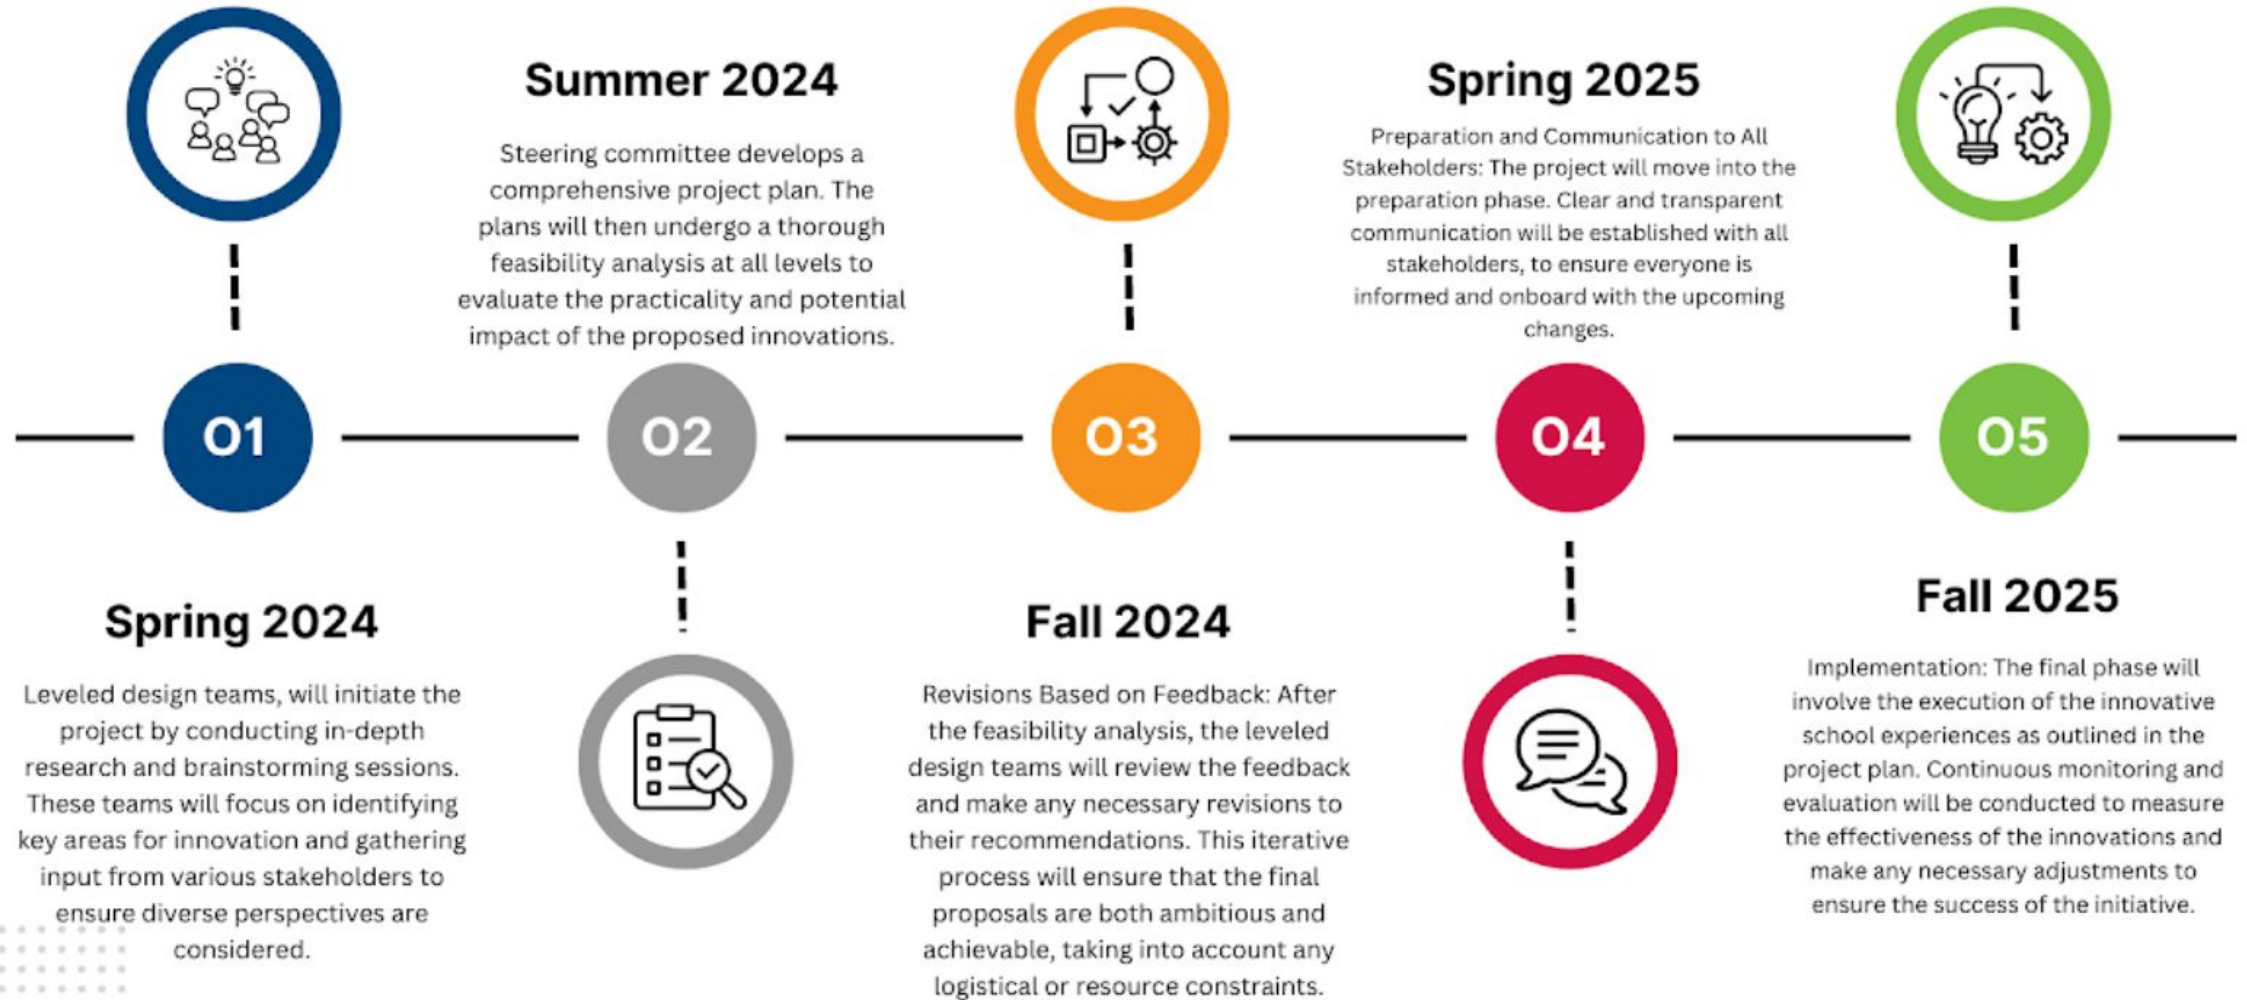 01
Spring 2024
Leveled design teams, will initiate the
project by conducting in-depth
research and brainstorming sessions.
These teams will focus on identifying
key areas for innovation and gathering
input from various stakeholders to
ensure diverse perspectives are
considered.
Summer 2024
Steering committee develops a
comprehensive project plan. The
plans will then undergo a thorough
feasibility analysis at all levels to
evaluate the practicality and potential
impact of the proposed innovations.
02
03
Fall 2024
Revisions Based on Feedback: After
the feasibility analysis, the leveled
design teams will review the feedback
and make any necessary revisions to
their recommendations. This iterative
process will ensure that the final
proposals are both ambitious and
achievable, taking into account any
logistical or resource constraints.
Spring 2025
Preparation and Communication to All
Stakeholders: The project will move into the
preparation phase. Clear and transparent
communication will be established with all
stakeholders, to ensure everyone is
informed and onboard with the upcoming
changes.
04
05
Fall 2025
Implementation: The final phase will
involve the execution of the innovative
school experiences as outlined in the
project plan. Continuous monitoring and
evaluation will be conducted to measure
the effectiveness of the innovations and
make any necessary adjustments to
ensure the success of the initiative.